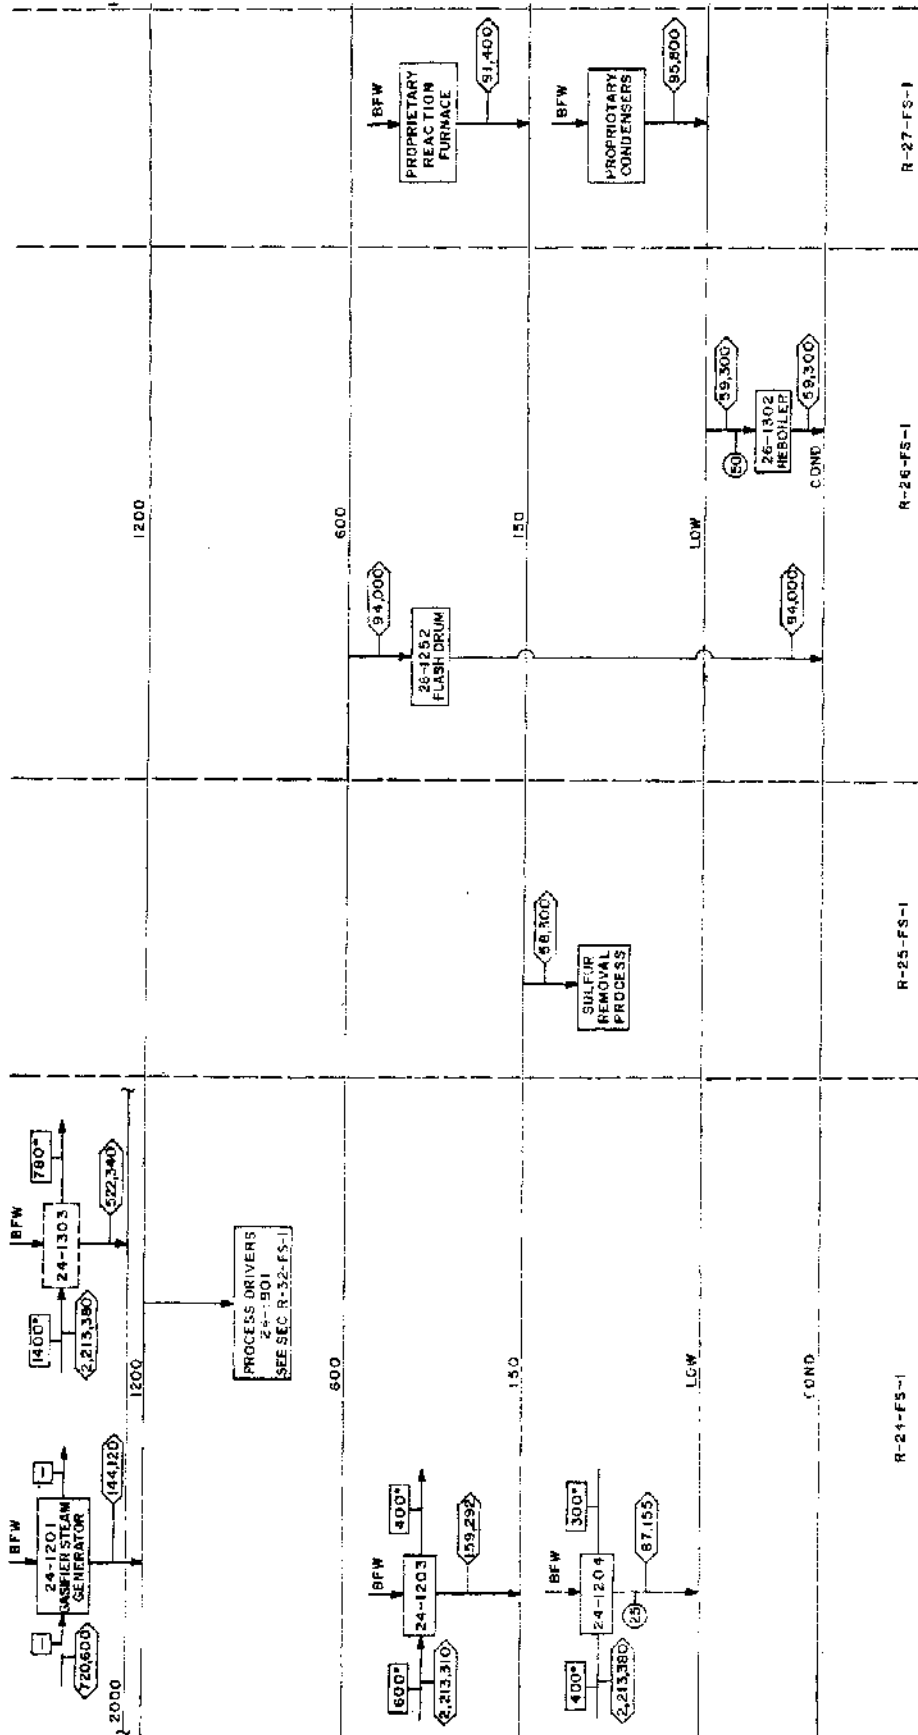 BFW
24-1201
GASIFIER STEAM
GENERATOR
720,600
144,120
2000
BFW
1400°
24-1303
780°
2,213,380
522,340
1200
PROCESS DRIVERS
24-1901
SEE SEC R-32-FS-1
600
BFW
600°
24-1203
400°
2,213,310
159,292
150
BFW
400°
24-1204
300°
2,213,380
25
87,155
LOW
COND
R-24-FS-1
58,300
SULFUR
REMOVAL
PROCESS
R-25-FS-1
1200
600
94,000
26-1252
FLASH DRUM
150
LOW
94,000
59,300
50
26-1302
REBOILER
59,300
COND
R-26-FS-1
BFW
PROPRIETARY
REACTION
FURNACE
91,400
BFW
PROPRIOTARY
CONDENSERS
95,800
R-27-FS-1